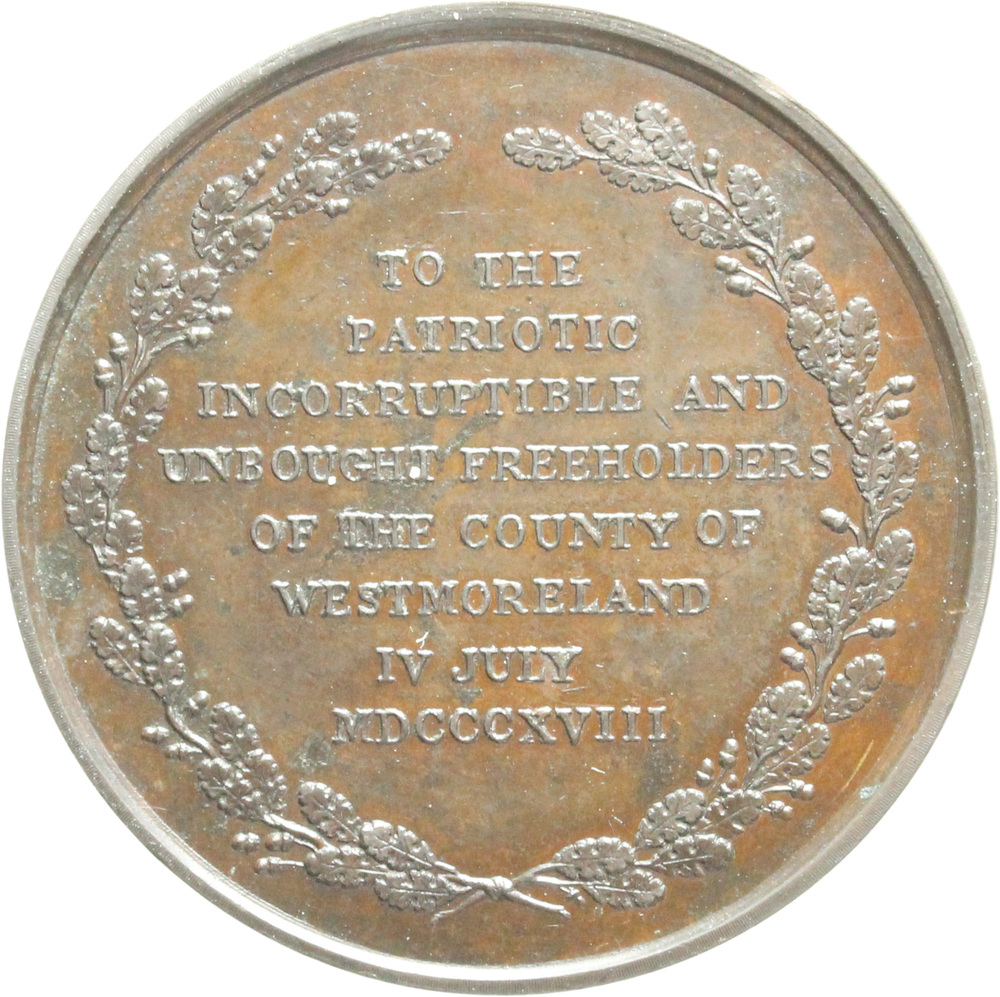 TO THE
PATRIOTIC
INCORRUPTIBLE AND
UNBOUGHT FREEHOLDERS
OF THE COUNTY OF
WESTMORELAND
IV JULY
MDCCCXVIII